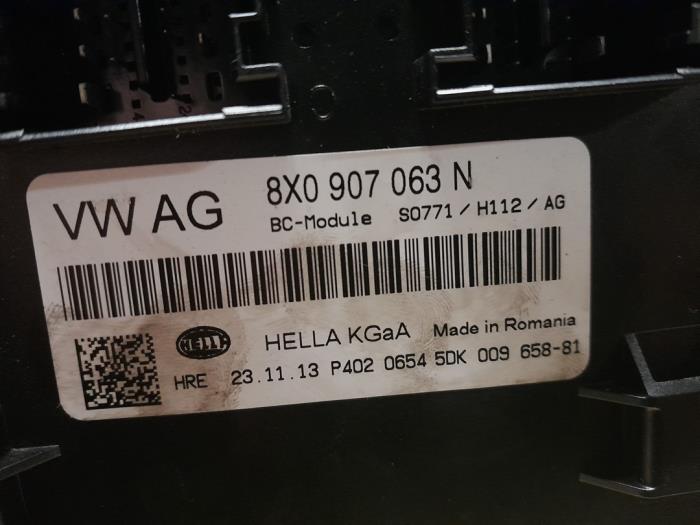 VW AG
8X0 907 063 N
BC-Module S0771 / H112 / AG
HELLA
HELLA KGaA Made in Romania
HRE 23.11.13 P402 0654 5DK 009 658-81